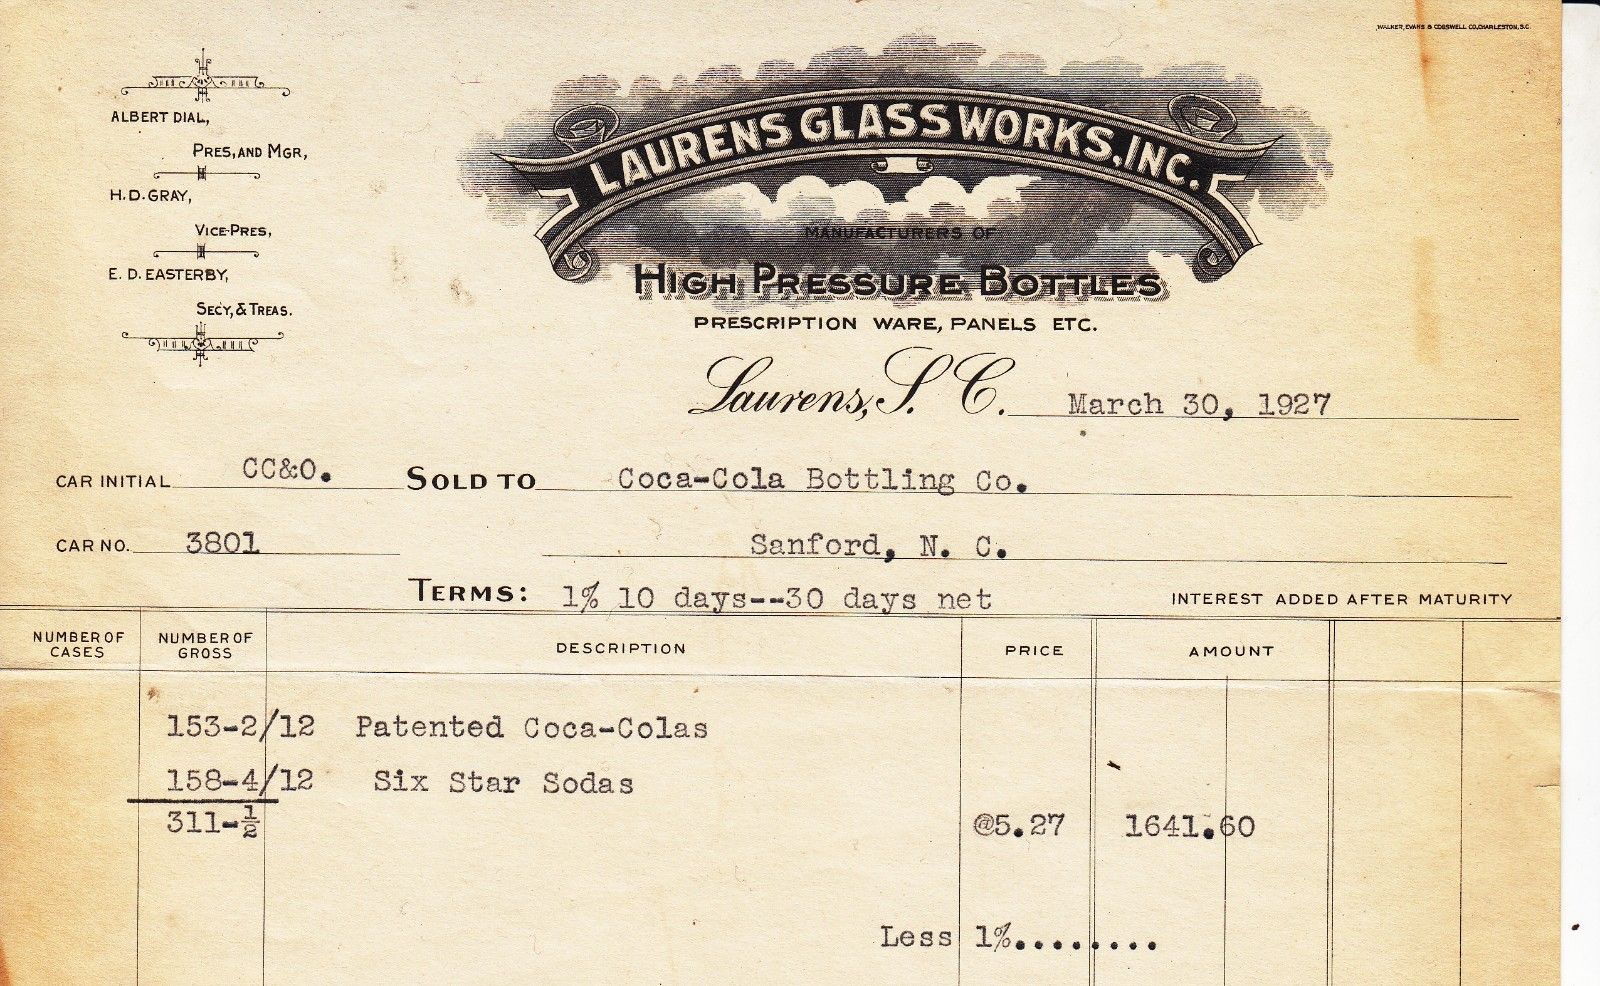 WALKER, EVANS & COGSWELL CO., CHARLESTON, S.C.
ALBERT DIAL,
PRES, AND MGR,
H. D. GRAY,
VICE-PRES,
E. D. EASTERBY,
SECY, & TREAS.
LAURENS GLASS WORKS, INC.
MANUFACTURERS OF
HIGH PRESSURE BOTTLES
PRESCRIPTION WARE, PANELS ETC.
Laurens, S. C. March 30, 1927
CAR INITIAL CC&O. SOLD TO Coca-Cola Bottling Co.
CAR NO. 3801 Sanford, N. C.
TERMS: 1% 10 days--30 days net INTEREST ADDED AFTER MATURITY
NUMBER OF CASES NUMBER OF GROSS DESCRIPTION PRICE AMOUNT
153-2/12 Patented Coca-Colas
158-4/12 Six Star Sodas
311-½ @5.27 1641.60
Less 1%........